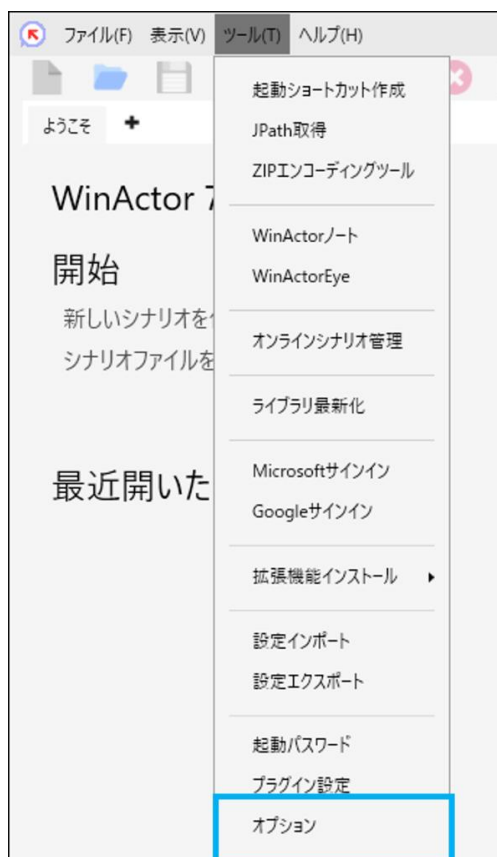 ファイル(F) 表示(V) ツール(T) ヘルプ(H)
ようこそ
WinActor 7
開始
新しいシナリオを
シナリオファイルを
最近開いた
起動ショートカット作成
JPath取得
ZIPエンコーディングツール
WinActorノート
WinActorEye
オンラインシナリオ管理
ライブラリ最新化
Microsoftサインイン
Googleサインイン
拡張機能インストール
設定インポート
設定エクスポート
起動パスワード
プラグイン設定
オプション